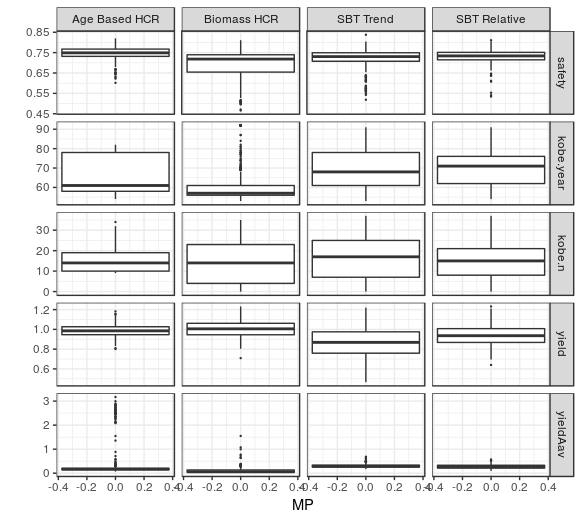 Age Based HCR Biomass HCR SBT Trend SBT Relative
0.85
0.75
0.65
0.55
0.45
safety
90
80
70
60
kobe.year
30
20
10
0
kobe.n
1.2
1.0
0.8
0.6
yield
3
2
1
0
yieldAav
-0.4 -0.2 0.0 0.2 0.4 -0.4 -0.2 0.0 0.2 0.4 -0.4 -0.2 0.0 0.2 0.4 -0.4 -0.2 0.0 0.2 0.4
MP